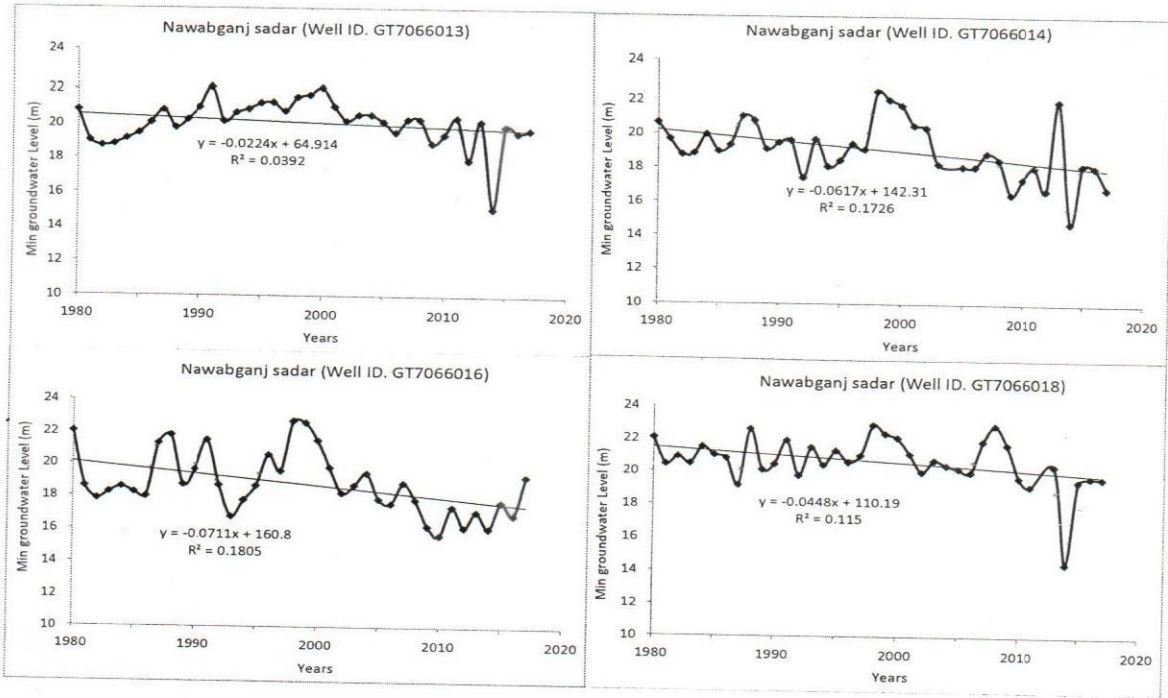 Nawabganj sadar (Well ID. GT7066013)
Min groundwater Level (m)
24
22
20
18
16
14
12
10
y = -0.0224x + 64.914
R² = 0.0392
1980
1990
2000
2010
2020
Years
Nawabganj sadar (Well ID. GT7066014)
Min groundwater Level (m)
24
22
20
18
16
14
12
10
y = -0.0617x + 142.31
R² = 0.1726
1980
1990
2000
2010
2020
Years
Nawabganj sadar (Well ID. GT7066016)
Min groundwater Level (m)
24
22
20
18
16
14
12
10
y = -0.0711x + 160.8
R² = 0.1805
1980
1990
2000
2010
2020
Years
Nawabganj sadar (Well ID. GT7066018)
Min groundwater Level (m)
24
22
20
18
16
14
12
10
y = -0.0448x + 110.19
R² = 0.115
1980
1990
2000
2010
2020
Years